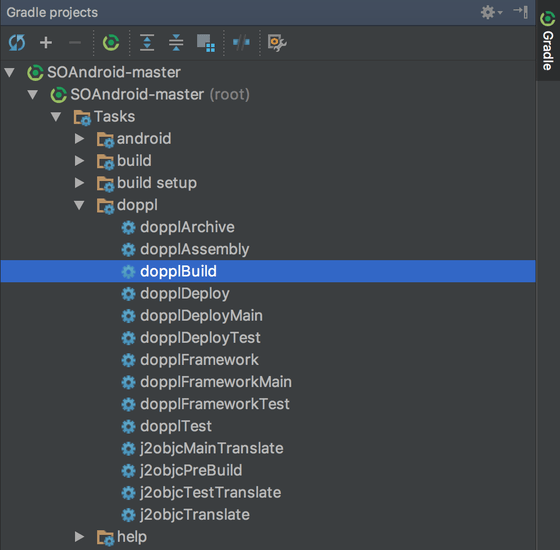 Gradle projects
Gradle
SOAndroid-master
SOAndroid-master (root)
Tasks
android
build
build setup
doppl
dopplArchive
dopplAssembly
dopplBuild
dopplDeploy
dopplDeployMain
dopplDeployTest
dopplFramework
dopplFrameworkMain
dopplFrameworkTest
dopplTest
j2objcMainTranslate
j2objcPreBuild
j2objcTestTranslate
j2objcTranslate
help